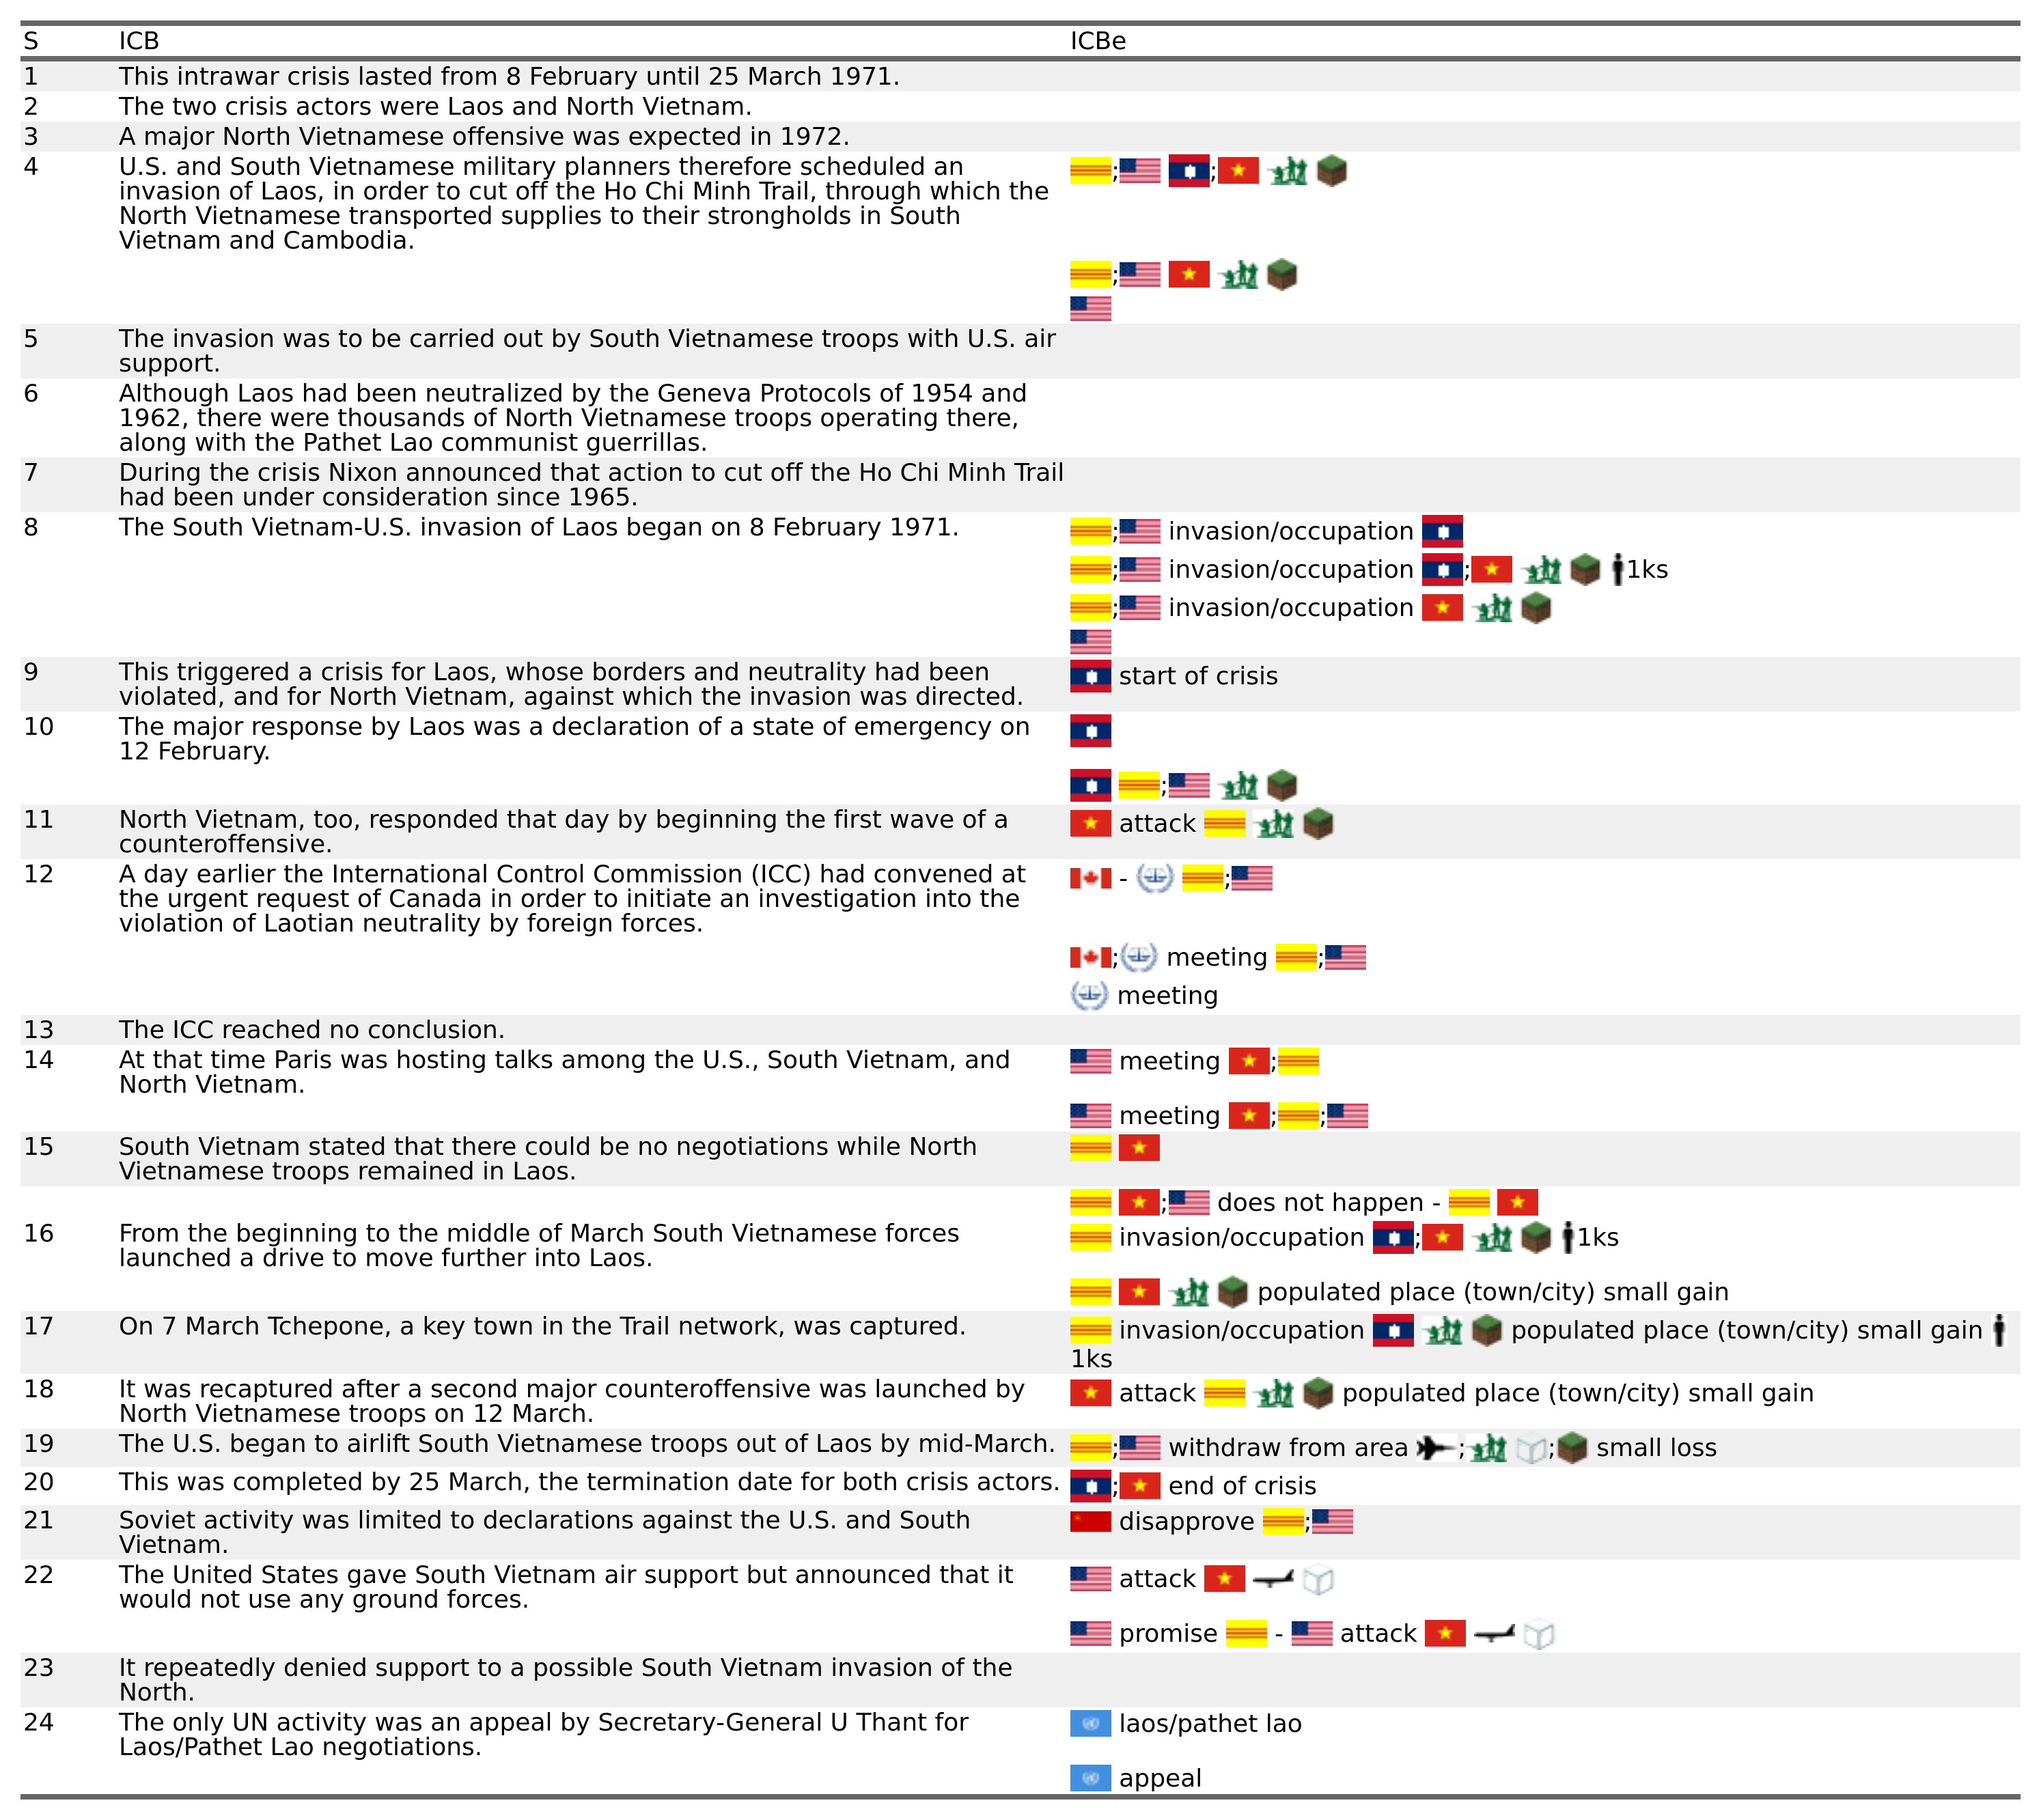 S ICB ICBe
1 This intrawar crisis lasted from 8 February until 25 March 1971.
2 The two crisis actors were Laos and North Vietnam.
3 A major North Vietnamese offensive was expected in 1972.
4 U.S. and South Vietnamese military planners therefore scheduled an ; ;
invasion of Laos, in order to cut off the Ho Chi Minh Trail, through which the
North Vietnamese transported supplies to their strongholds in South
Vietnam and Cambodia.
;
5 The invasion was to be carried out by South Vietnamese troops with U.S. air
support.
6 Although Laos had been neutralized by the Geneva Protocols of 1954 and
1962, there were thousands of North Vietnamese troops operating there,
along with the Pathet Lao communist guerrillas.
7 During the crisis Nixon announced that action to cut off the Ho Chi Minh Trail
had been under consideration since 1965.
8 The South Vietnam-U.S. invasion of Laos began on 8 February 1971. ; invasion/occupation
; invasion/occupation ; 1ks
; invasion/occupation
9 This triggered a crisis for Laos, whose borders and neutrality had been start of crisis
violated, and for North Vietnam, against which the invasion was directed.
10 The major response by Laos was a declaration of a state of emergency on
12 February.
;
11 North Vietnam, too, responded that day by beginning the first wave of a attack
counteroffensive.
12 A day earlier the International Control Commission (ICC) had convened at - ;
the urgent request of Canada in order to initiate an investigation into the
violation of Laotian neutrality by foreign forces.
; meeting ;
meeting
13 The ICC reached no conclusion.
14 At that time Paris was hosting talks among the U.S., South Vietnam, and meeting ;
North Vietnam.
meeting ; ;
15 South Vietnam stated that there could be no negotiations while North
Vietnamese troops remained in Laos.
; does not happen -
16 From the beginning to the middle of March South Vietnamese forces invasion/occupation ; 1ks
launched a drive to move further into Laos.
populated place (town/city) small gain
17 On 7 March Tchepone, a key town in the Trail network, was captured. invasion/occupation populated place (town/city) small gain
1ks
18 It was recaptured after a second major counteroffensive was launched by attack populated place (town/city) small gain
North Vietnamese troops on 12 March.
19 The U.S. began to airlift South Vietnamese troops out of Laos by mid-March. ; withdraw from area ; ; small loss
20 This was completed by 25 March, the termination date for both crisis actors. ; end of crisis
21 Soviet activity was limited to declarations against the U.S. and South disapprove ;
Vietnam.
22 The United States gave South Vietnam air support but announced that it attack
would not use any ground forces.
promise - attack
23 It repeatedly denied support to a possible South Vietnam invasion of the
North.
24 The only UN activity was an appeal by Secretary-General U Thant for laos/pathet lao
Laos/Pathet Lao negotiations.
appeal